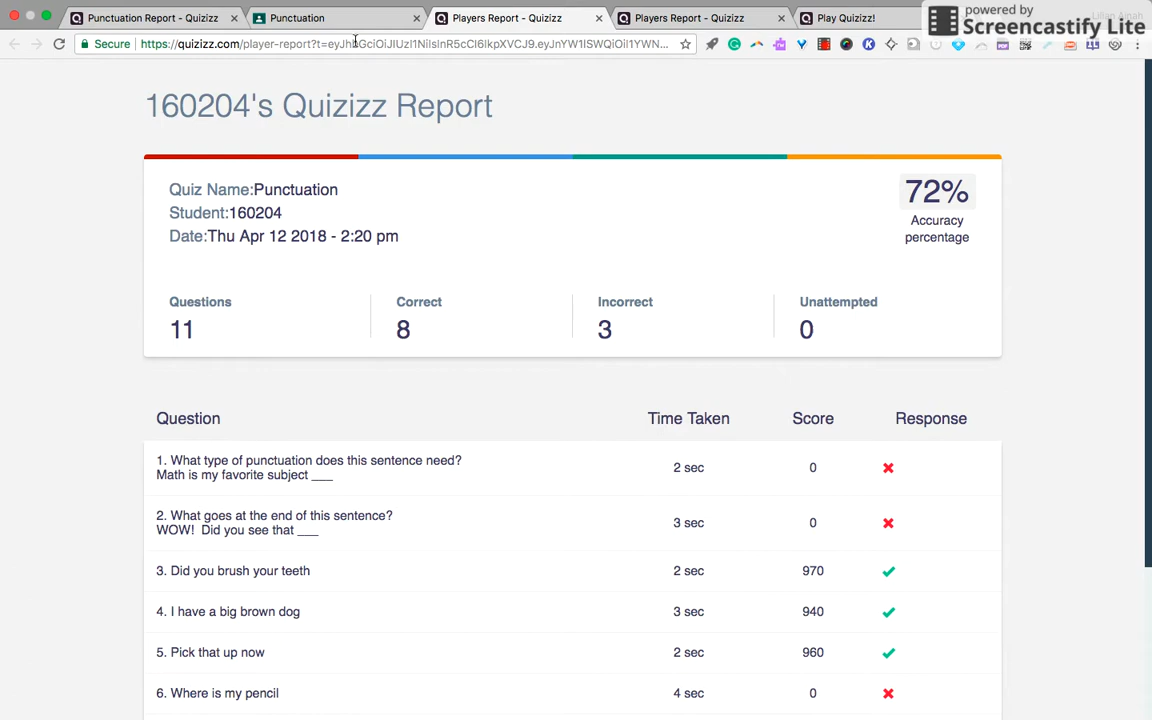 Punctuation Report - Quizizz
Punctuation
Players Report - Quizizz
Players Report - Quizizz
Play Quizizz!
powered by
Screencastify Lite
Secure
160204's Quizizz Report
Quiz Name:Punctuation
Student:160204
Date:Thu Apr 12 2018 - 2:20 pm
72%
Accuracy
percentage
Questions Correct Incorrect Unattempted
11 8 3 0
Question Time Taken Score Response
1. What type of punctuation does this sentence need?
Math is my favorite subject ___
2 sec 0
2. What goes at the end of this sentence?
WOW! Did you see that ___
3 sec 0
3. Did you brush your teeth 2 sec 970
4. I have a big brown dog 3 sec 940
5. Pick that up now 2 sec 960
6. Where is my pencil 4 sec 0